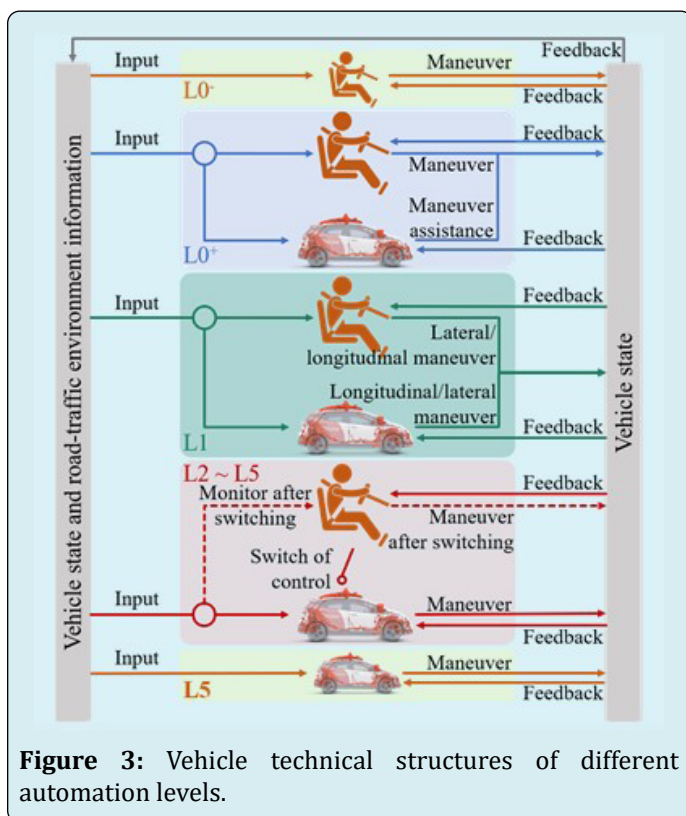 Feedback
Input
Maneuver
L0-
Feedback
Vehicle state and road-traffic environment information
Vehicle state
Input
Feedback
Maneuver
Maneuver
assistance
L0+
Feedback
Input
Feedback
Lateral/
longitudinal maneuver
Longitudinal/lateral
maneuver
L1
Feedback
L2 ~ L5
Feedback
Monitor after
switching
Maneuver
after switching
Switch of
control
Input
Maneuver
Feedback
Input
Maneuver
L5
Feedback
Figure 3: Vehicle technical structures of different
automation levels.